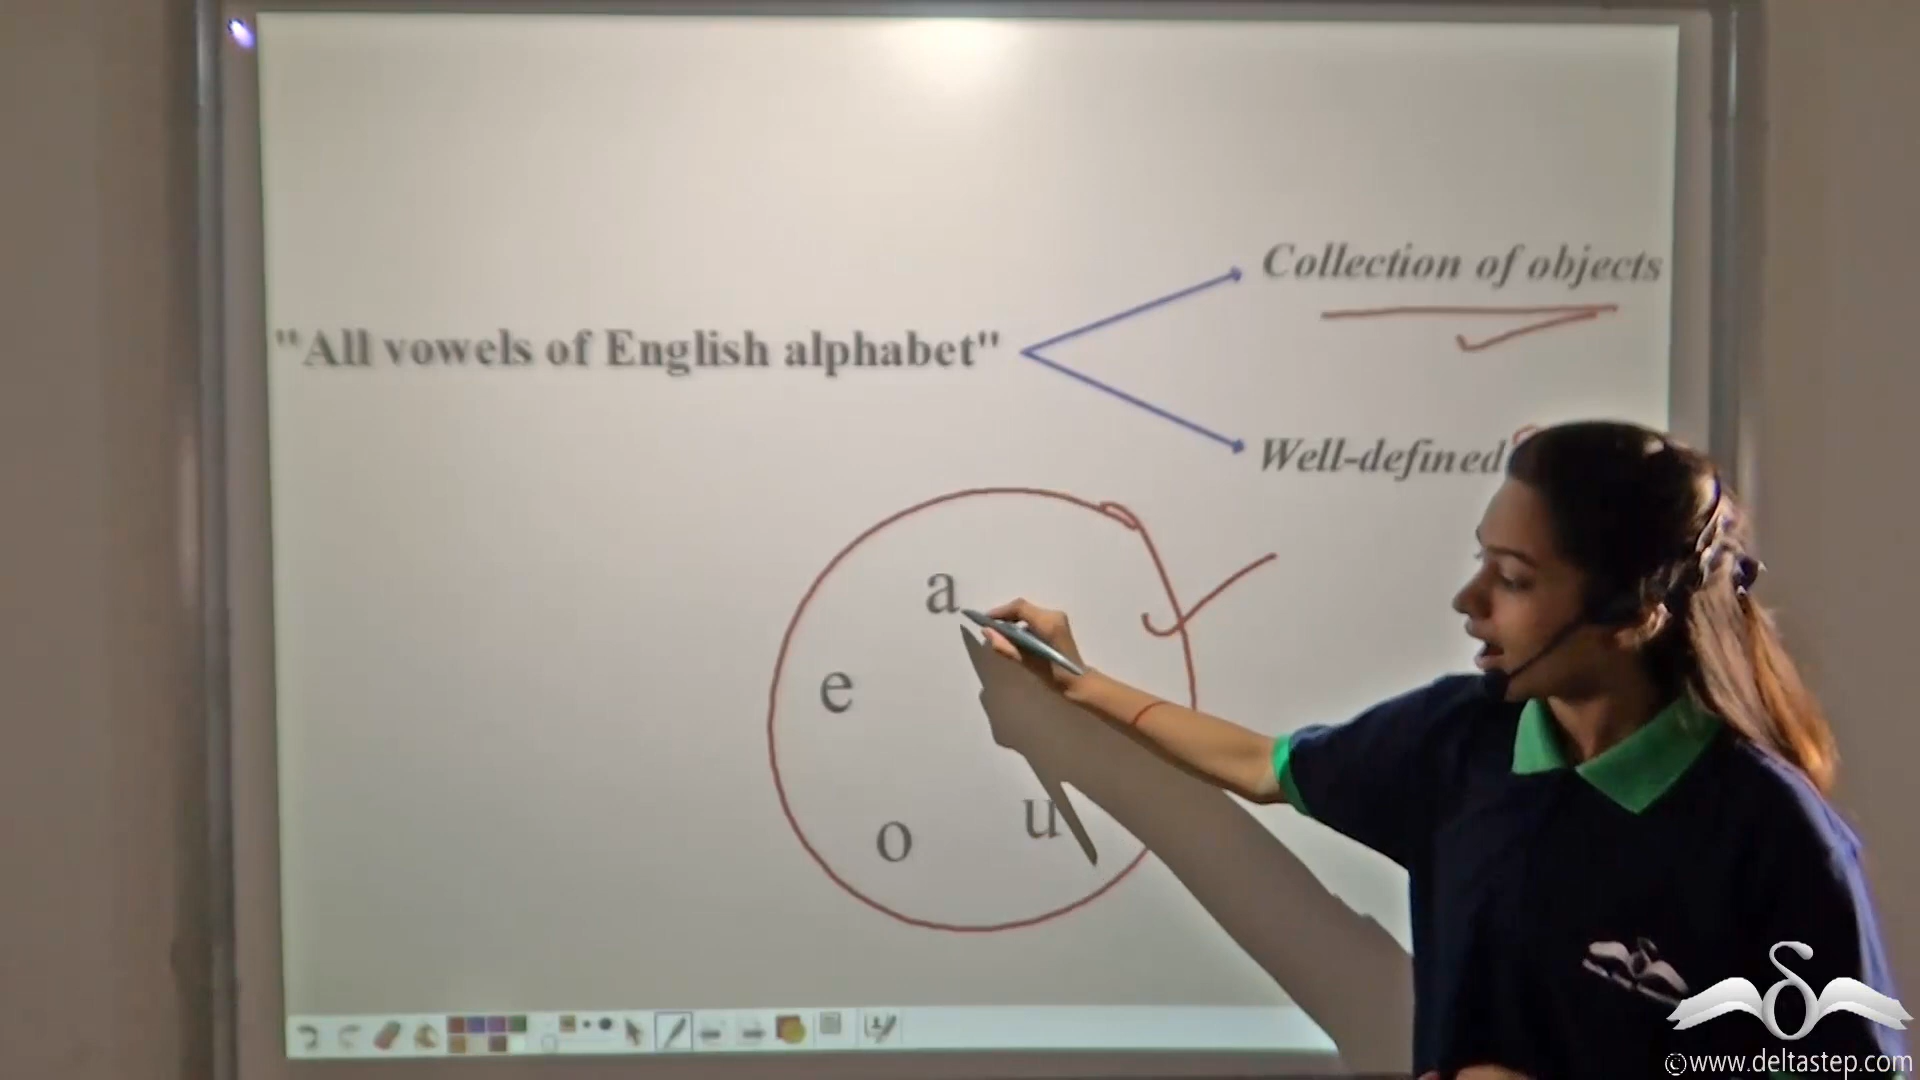 Collection of objects
"All vowels of English alphabet"
Well-defined
a
e
u
o
©www.deltastep.com